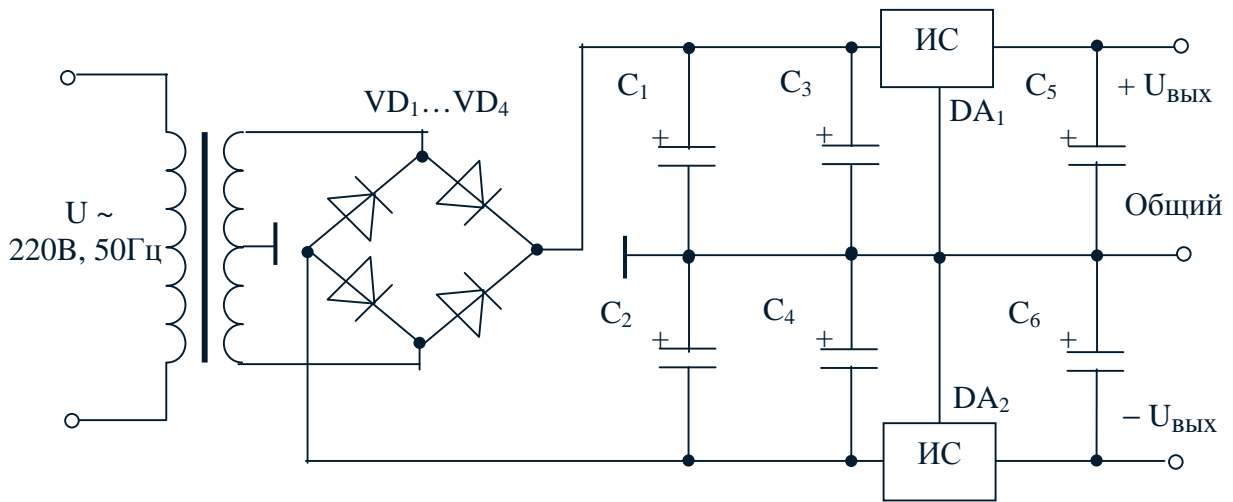 ИС
C₁
C₃
C₅
+ Uвых
VD₁…VD₄
DA₁
+
+
+
U ~
220В, 50Гц
Общий
C₂
C₄
C₆
+
+
+
DA₂
– Uвых
ИС